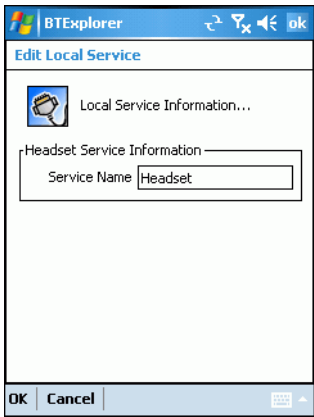 BTExplorer ok
Edit Local Service
Local Service Information...
Headset Service Information
Service Name Headset
OK Cancel